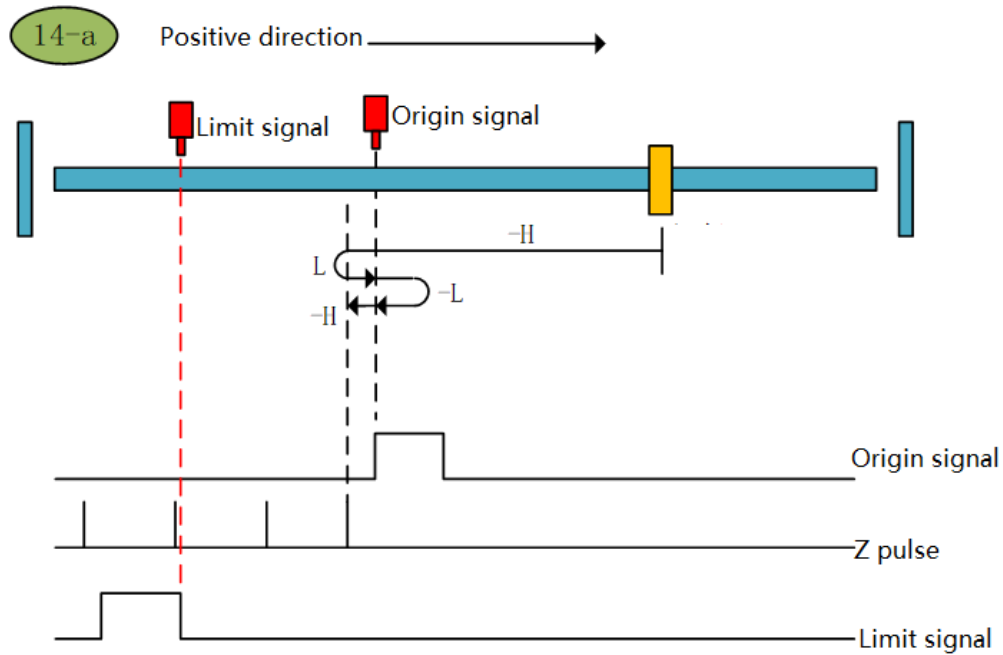 14-a
Positive direction
Limit signal
Origin signal
-H
L
-L
-H
Origin signal
Z pulse
Limit signal